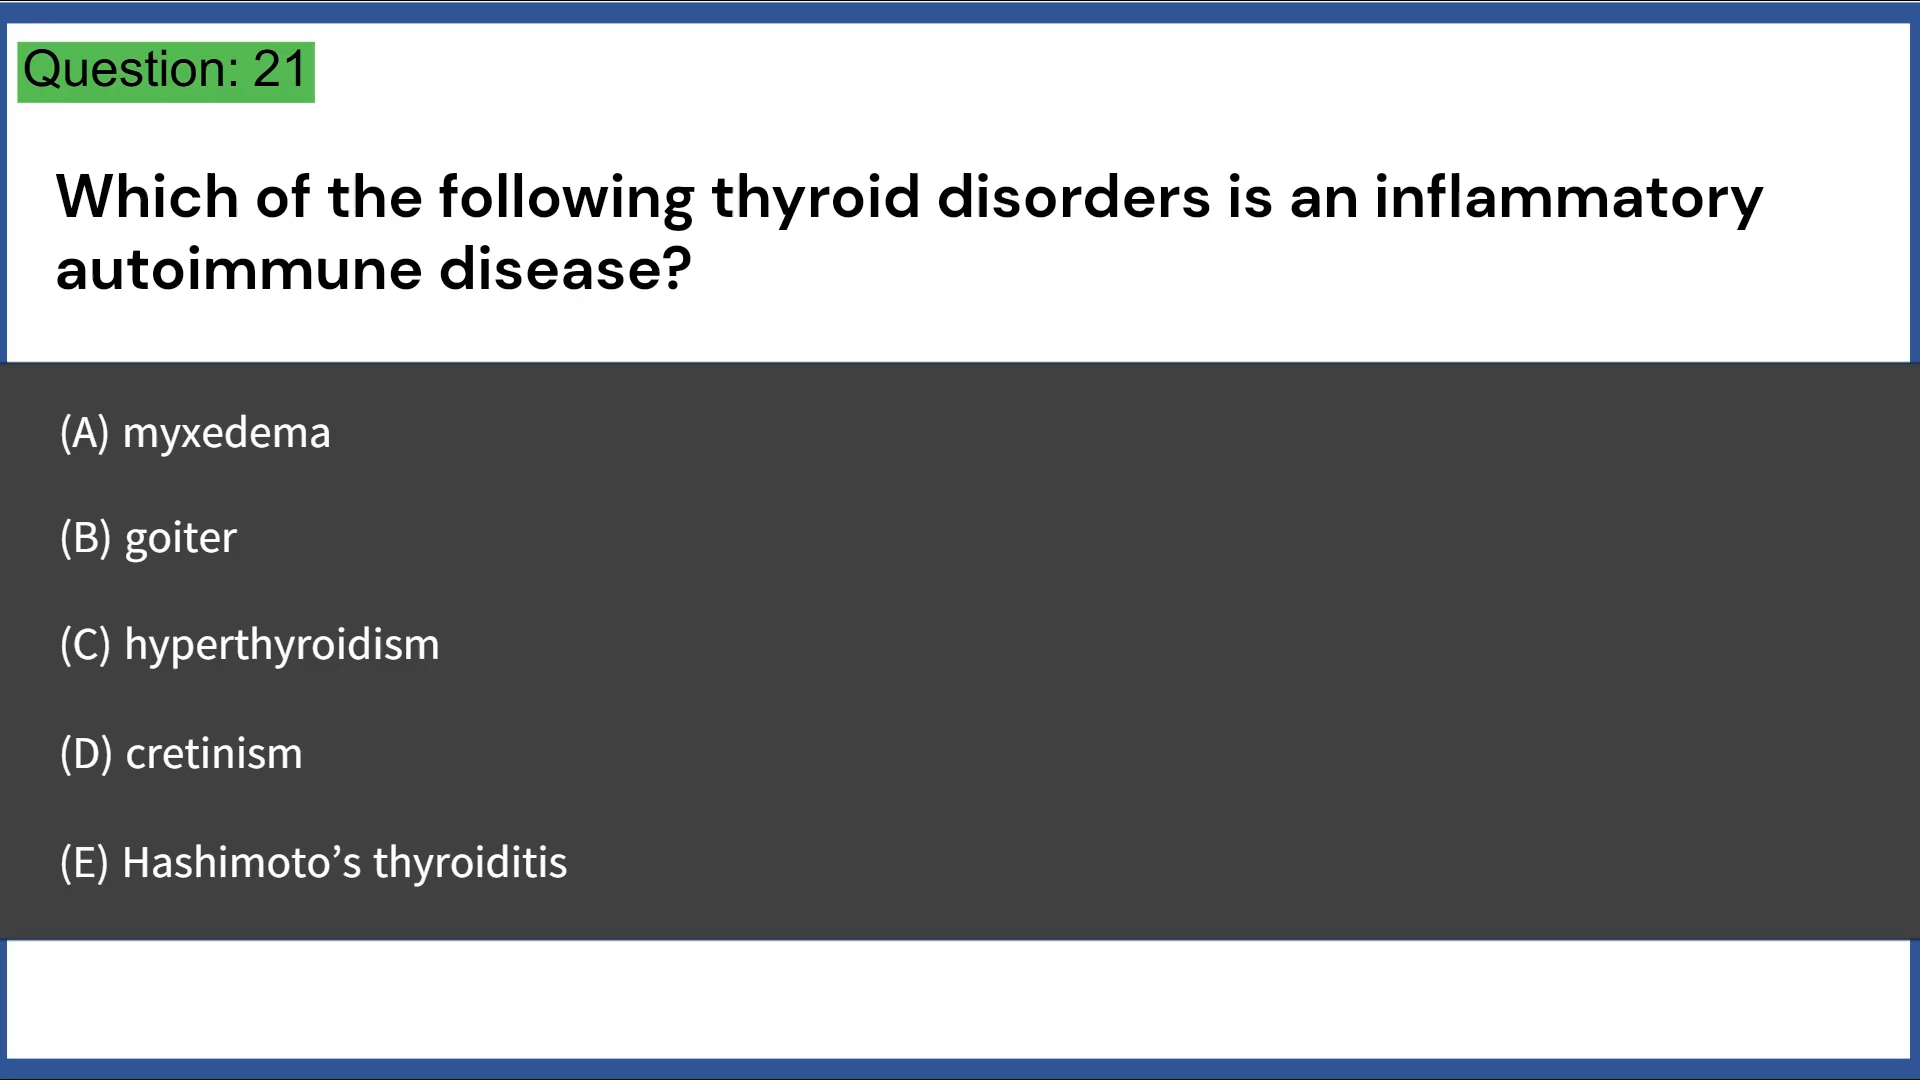 Question: 21
Which of the following thyroid disorders is an inflammatory
autoimmune disease?
(A) myxedema
(B) goiter
(C) hyperthyroidism
(D) cretinism
(E) Hashimoto’s thyroiditis